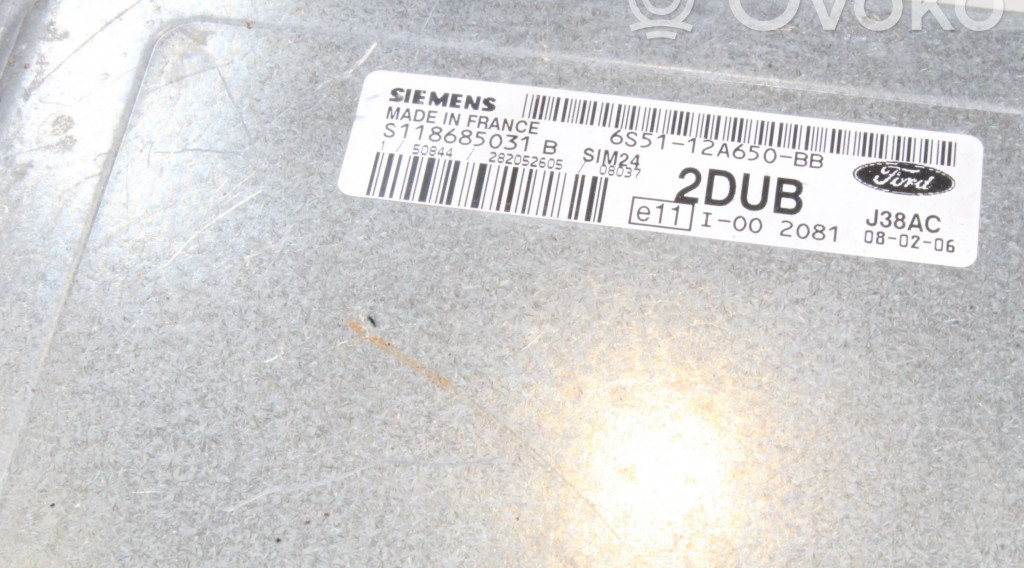 OVOKO
SIEMENS
MADE IN FRANCE
S118685031 B
1 / 50844 / 282052605 / 08037
SIM24
6S51-12A650-BB
2DUB
Ford
e11 I-00 2081
J38AC
08-02-06